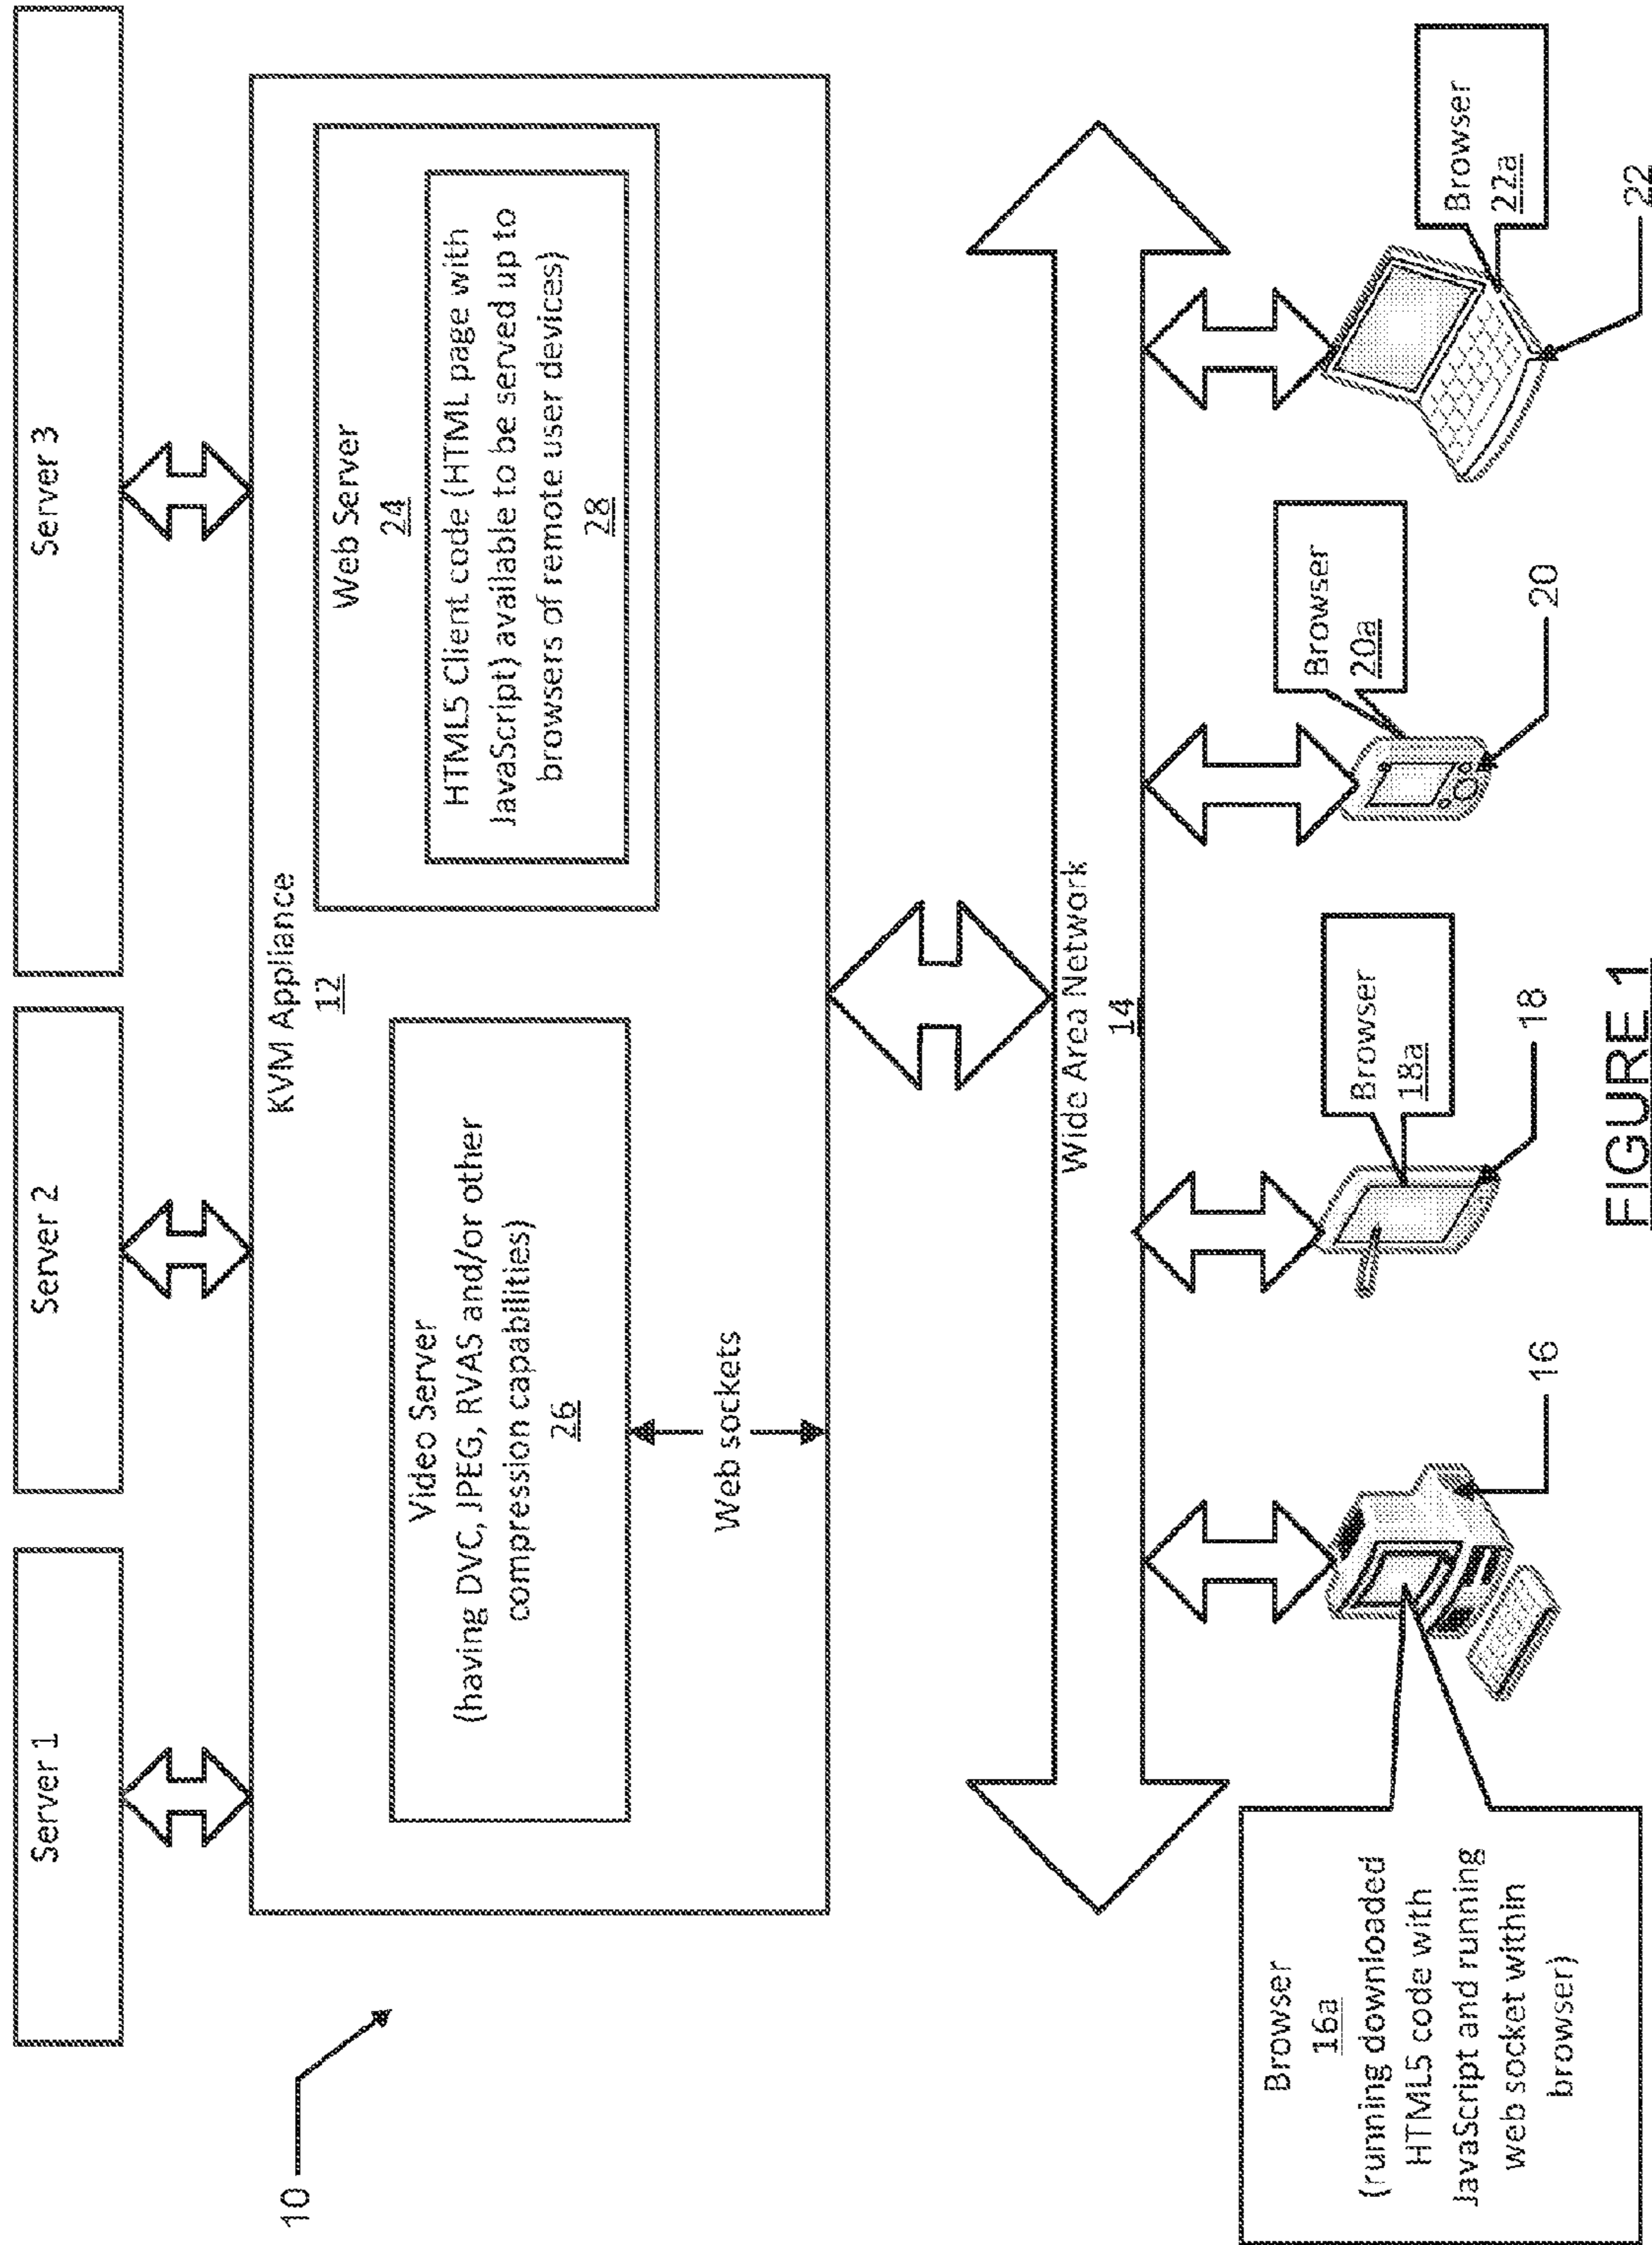 10
Server 1
Server 2
Server 3
KVM Appliance
12
Video Server
(having DVC, JPEG, RVAS and/or other
compression capabilities)
26
Web sockets
Web Server
24
HTML5 Client code (HTML page with
JavaScript) available to be served up to
browsers of remote user devices)
28
Wide Area Network
14
Browser
16a
(running downloaded
HTML5 code with
JavaScript and running
web socket within
browser)
16
Browser
18a
18
Browser
20a
20
Browser
22a
22
FIGURE 1